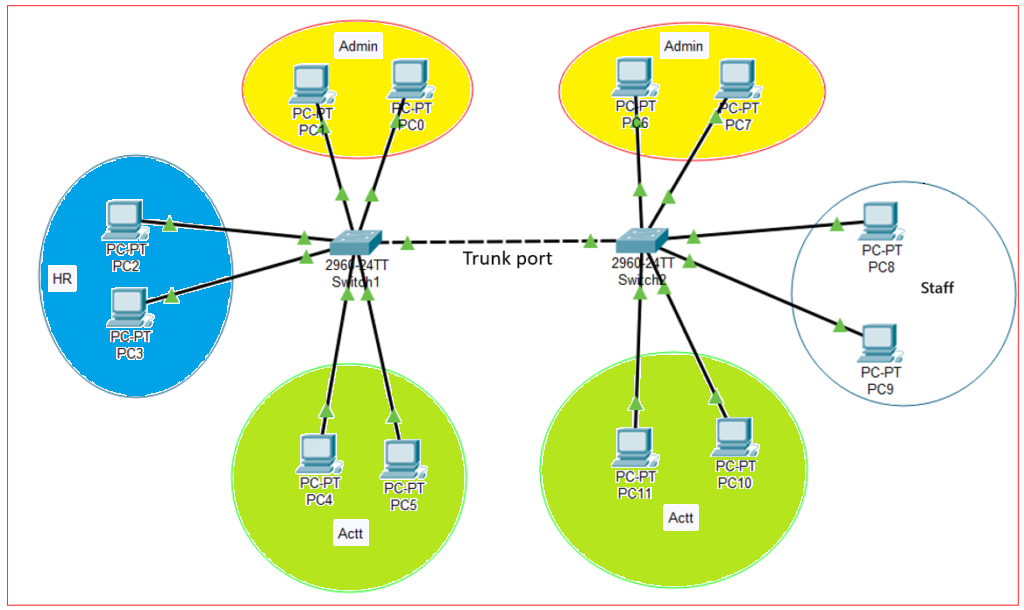 Admin
PC-PT
PC1
PC-PT
PC0
Admin
PC-PT
PC6
PC-PT
PC7
HR
PC-PT
PC2
PC-PT
PC3
2960-24TT
Switch1
Trunk port
2960-24TT
Switch2
PC-PT
PC8
Staff
PC-PT
PC9
PC-PT
PC4
PC-PT
PC5
Actt
PC-PT
PC11
PC-PT
PC10
Actt